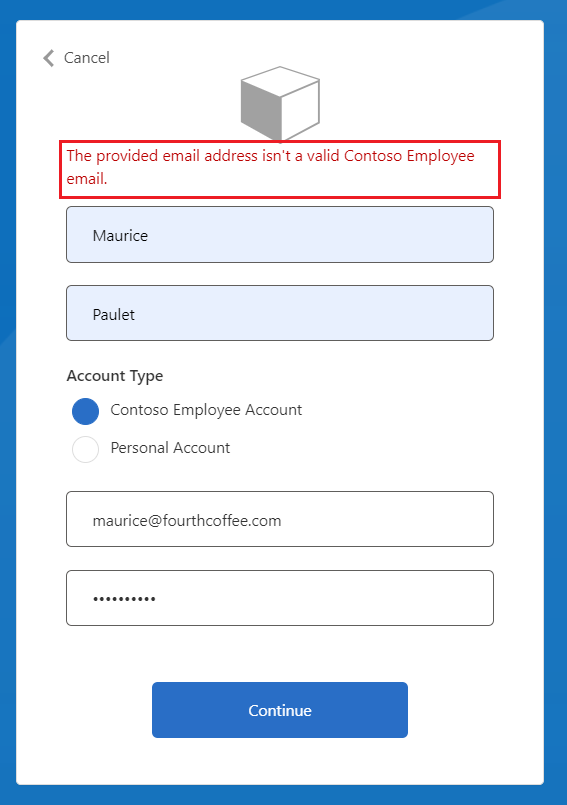 Cancel
The provided email address isn't a valid Contoso Employee
email.
Maurice
Paulet
Account Type
Contoso Employee Account
Personal Account
maurice@fourthcoffee.com
••••••••••
Continue